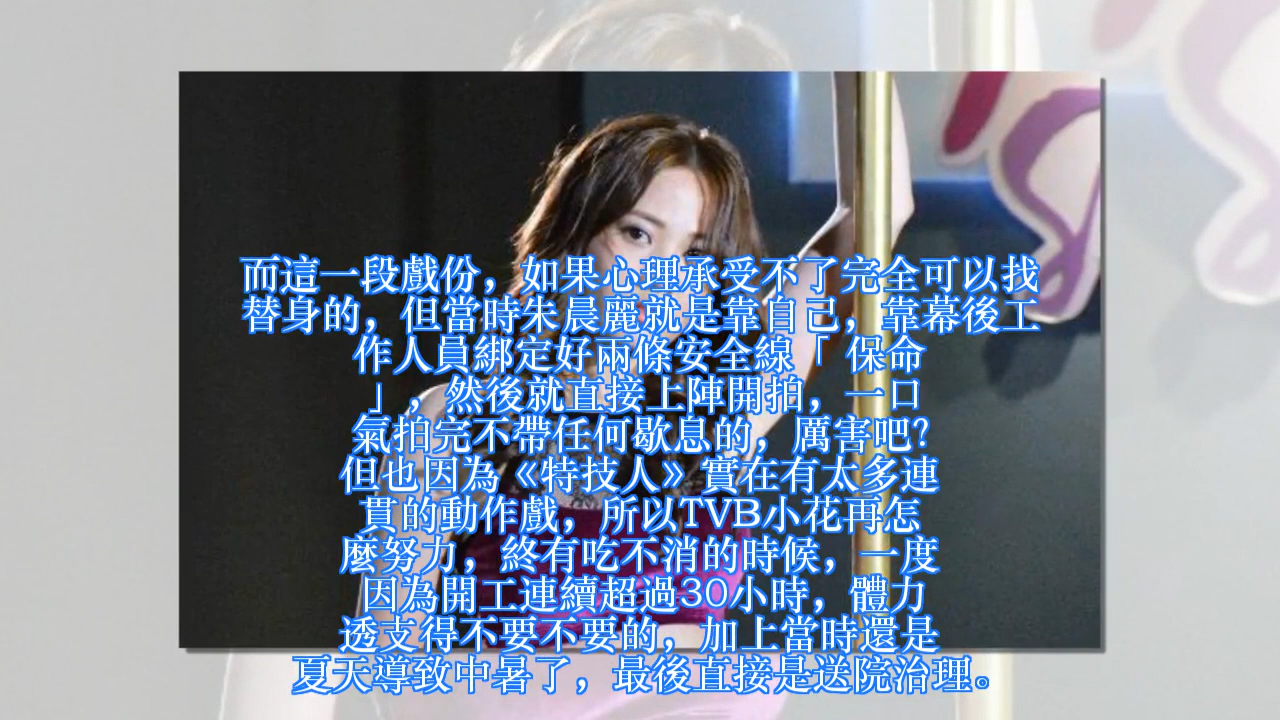 而這一段戲份，如果心理承受不了完全可以找
替身的，但當時朱晨麗就是靠自己，靠幕後工
作人員綁定好兩條安全線「 保命
」，然後就直接上陣開拍，一口
氣拍完不帶任何歇息的，厲害吧？
但也因為《特技人》實在有太多連
貫的動作戲，所以TVB小花再怎
麼努力，終有吃不消的時候，一度
因為開工連續超過30小時，體力
透支得不要不要的，加上當時還是
夏天導致中暑了，最後直接是送院治理。